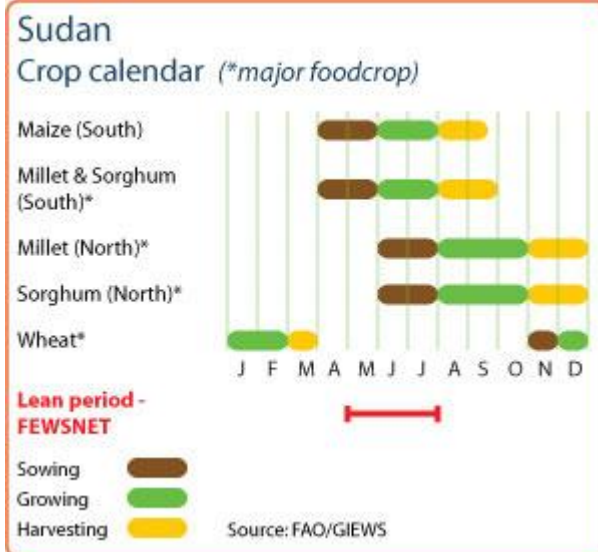 Sudan
Crop calendar (*major foodcrop)
Maize (South)
Millet & Sorghum
(South)*
Millet (North)*
Sorghum (North)*
Wheat*
J F M A M J J A S O N D
Lean period -
FEWSNET
Sowing
Growing
Harvesting
Source: FAO/GIEWS